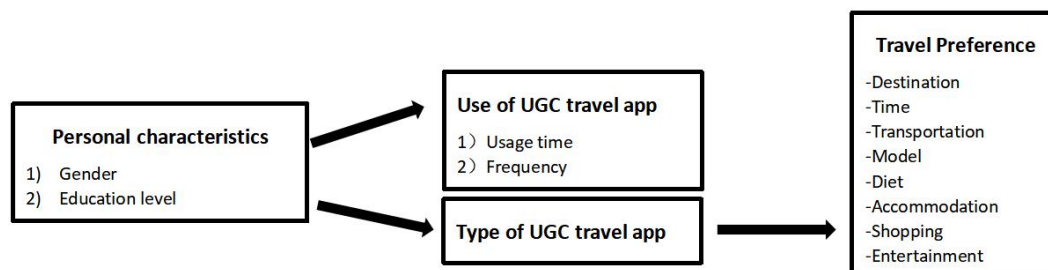 Personal characteristics
1) Gender
2) Education level
Use of UGC travel app
1）Usage time
2）Frequency
Type of UGC travel app
Travel Preference
-Destination
-Time
-Transportation
-Model
-Diet
-Accommodation
-Shopping
-Entertainment